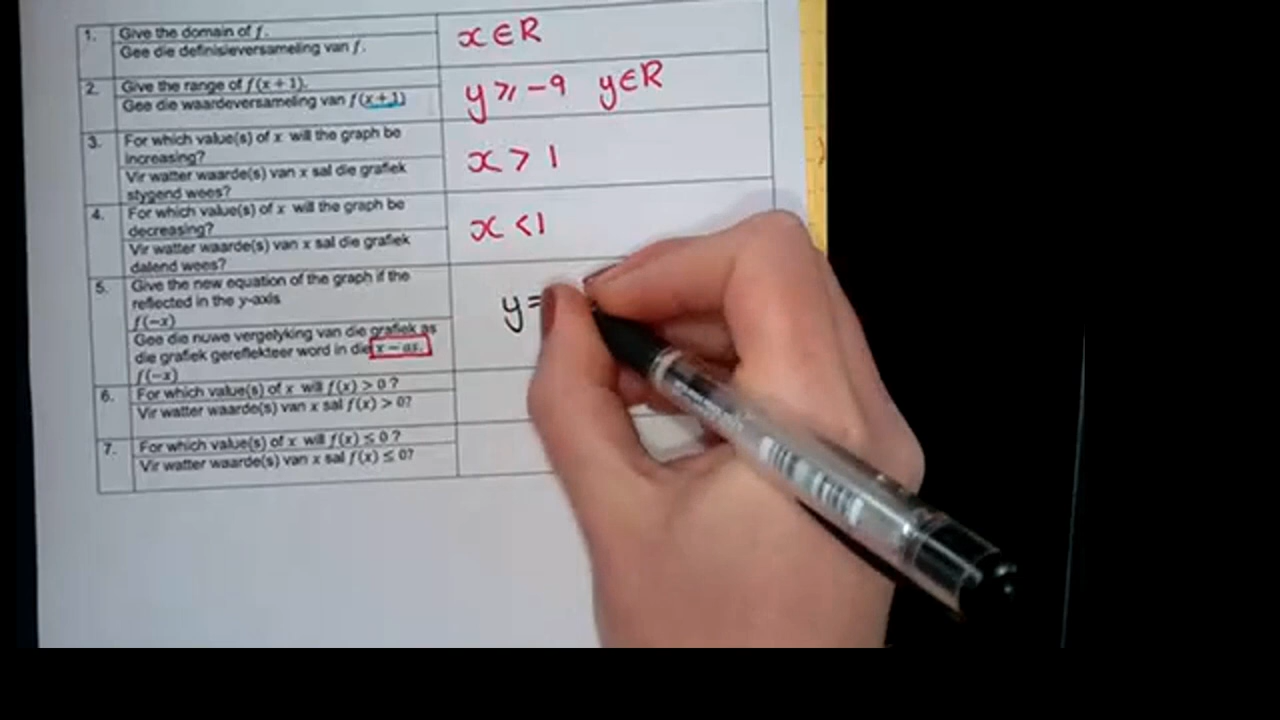 1. Give the domain of f. x ∈ R
Gee die definisieversameling van f.
2. Give the range of f(x + 1). y ≥ -9 y ∈ R
Gee die waardeversameling van f(x + 1)
3. For which value(s) of x will the graph be
increasing? x > 1
Vir watter waarde(s) van x sal die grafiek
stygend wees?
4. For which value(s) of x will the graph be
decreasing? x < 1
Vir watter waarde(s) van x sal die grafiek
dalend wees?
5. Give the new equation of the graph if the
reflected in the y-axis y =
f(-x)
Gee die nuwe vergelyking van die grafiek as
die grafiek gereflekteer word in die x - as.
f(-x)
6. For which value(s) of x will f(x) > 0 ?
Vir watter waarde(s) van x sal f(x) > 0?
7. For which value(s) of x will f(x) ≤ 0 ?
Vir watter waarde(s) van x sal f(x) ≤ 0?